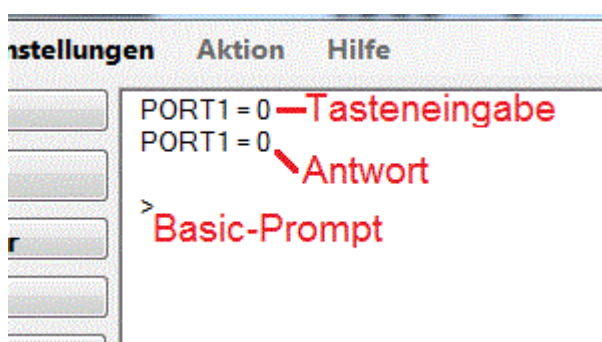 nstellungen Aktion Hilfe
PORT1 = 0 Tasteneingabe
PORT1 = 0
Antwort
>
Basic-Prompt
r